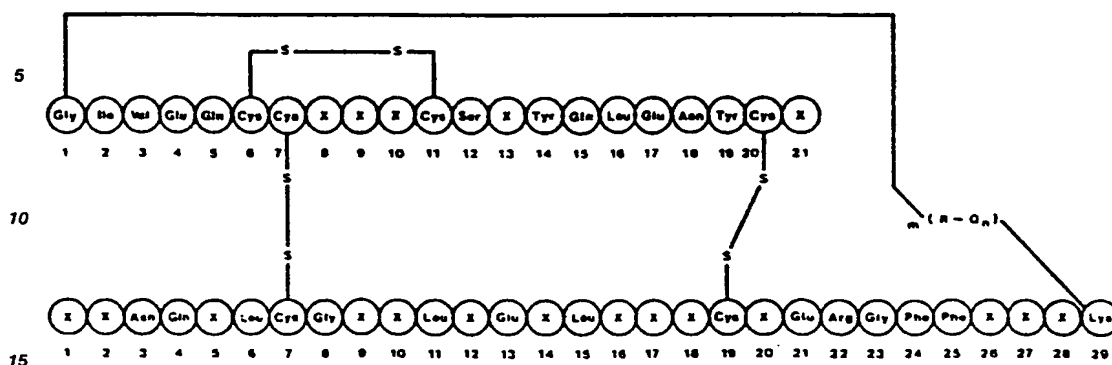 S S
5
Gly Ile Val Glu Gln Cys Cys X X X Cys Ser X Tyr Gln Leu Glu Asn Tyr Cys X
1 2 3 4 5 6 7 8 9 10 11 12 13 14 15 16 17 18 19 20 21
S S
10 m(R-Qn)
S S
X X Asn Gln X Leu Cys Gly X X Leu X Glu X Leu X X X Cys X Glu Arg Gly Phe Phe X X X Lys
1 2 3 4 5 6 7 8 9 10 11 12 13 14 15 16 17 18 19 20 21 22 23 24 25 26 27 28 29
15